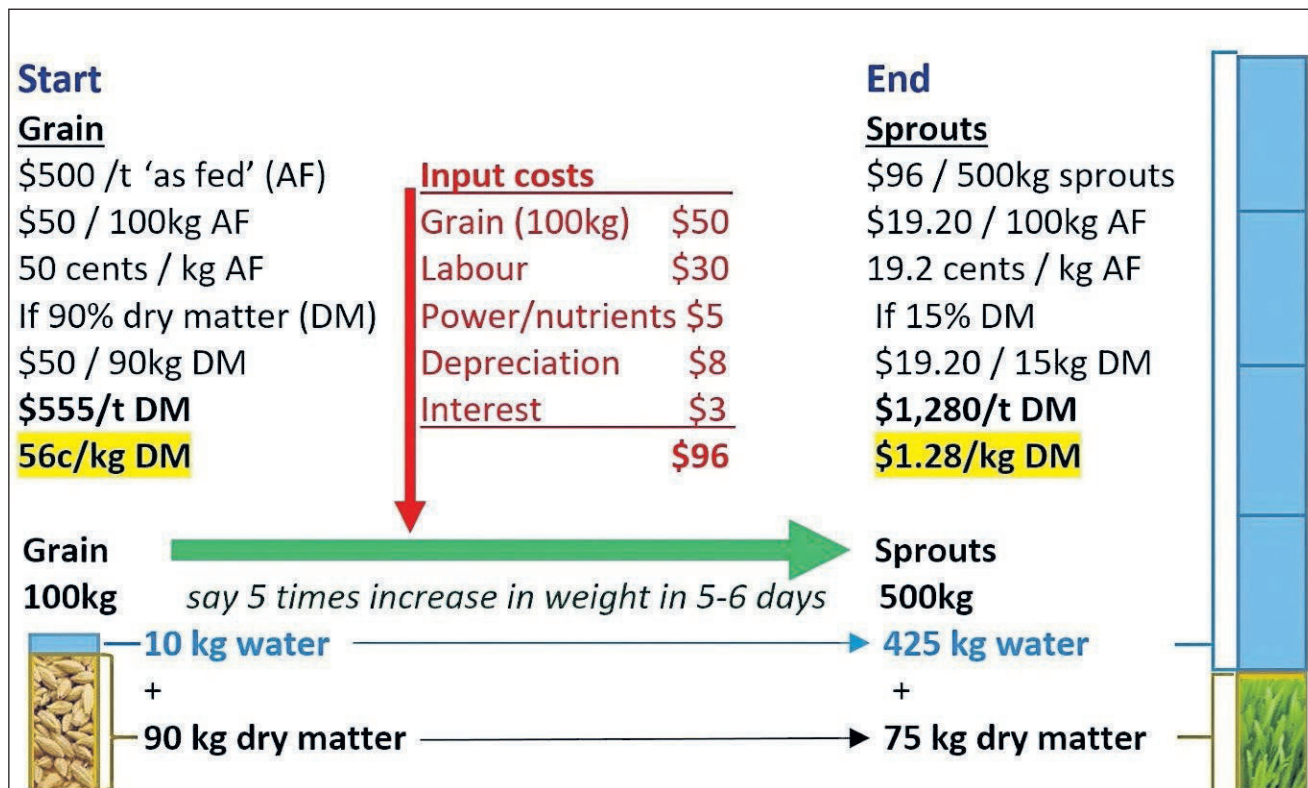 Start
Grain
$500 /t ‘as fed’ (AF)
$50 / 100kg AF
50 cents / kg AF
If 90% dry matter (DM)
$50 / 90kg DM
$555/t DM
56c/kg DM
Input costs
Grain (100kg) $50
Labour $30
Power/nutrients $5
Depreciation $8
Interest $3
$96
End
Sprouts
$96 / 500kg sprouts
$19.20 / 100kg AF
19.2 cents / kg AF
If 15% DM
$19.20 / 15kg DM
$1,280/t DM
$1.28/kg DM
Grain
100kg
say 5 times increase in weight in 5-6 days
Sprouts
500kg
10 kg water
+
90 kg dry matter
425 kg water
+
75 kg dry matter